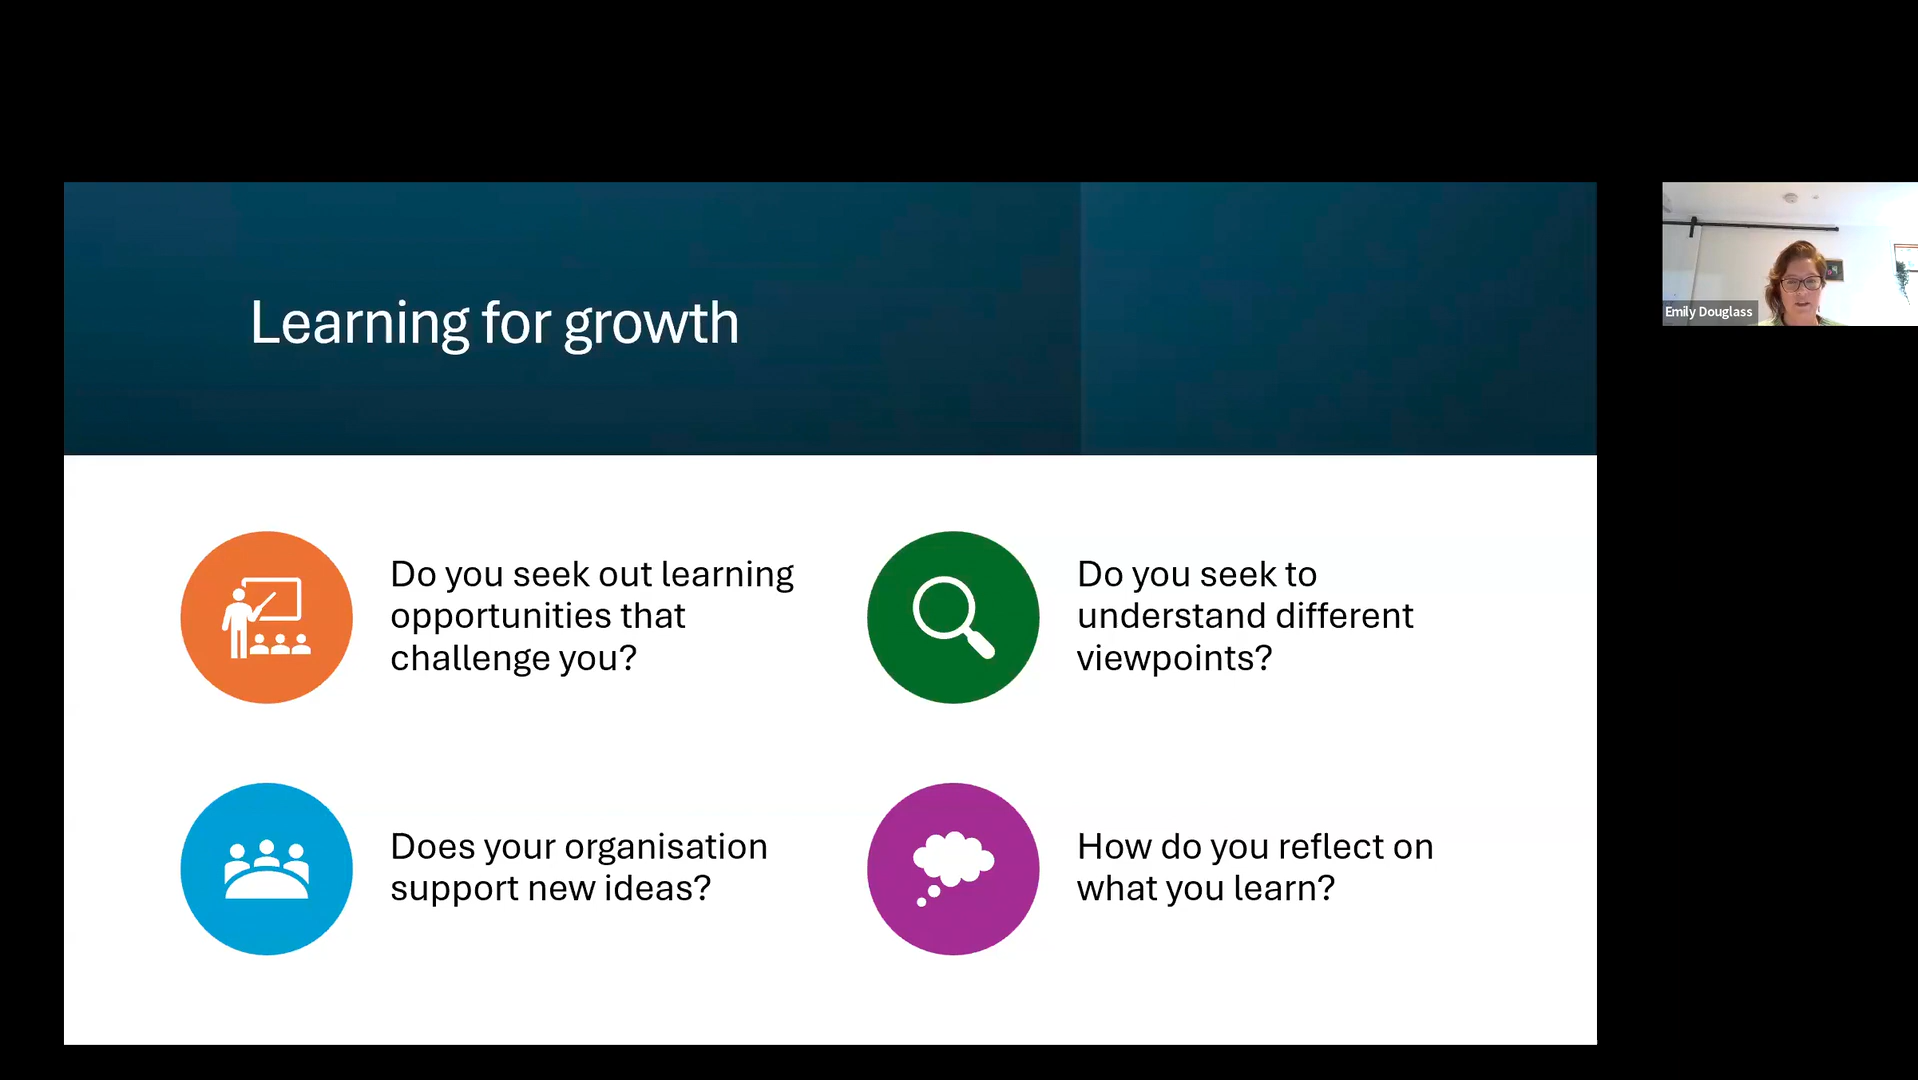 Learning for growth
Emily Douglass
Do you seek out learning
opportunities that
challenge you?
Do you seek to
understand different
viewpoints?
Does your organisation
support new ideas?
How do you reflect on
what you learn?